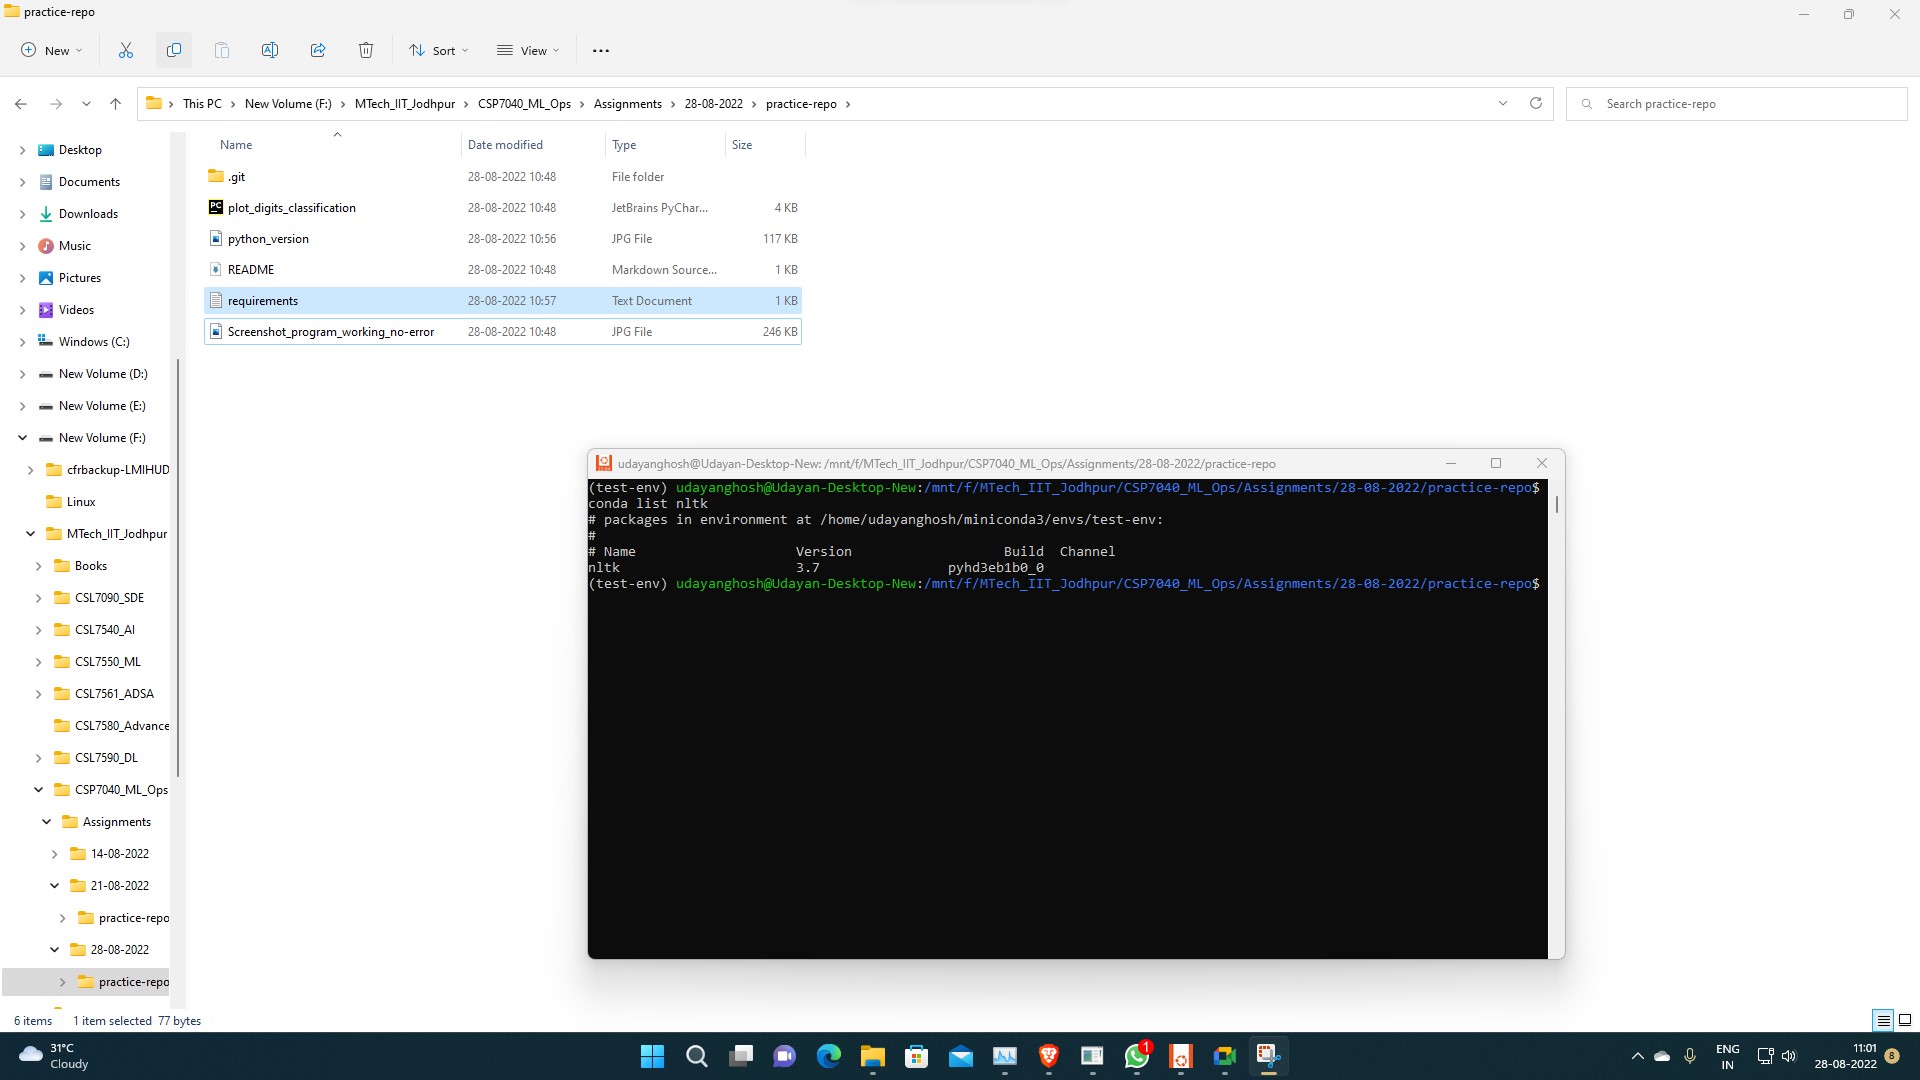 practice-repo
New
Sort
View
This PC
New Volume (F:)
MTech_IIT_Jodhpur
CSP7040_ML_Ops
Assignments
28-08-2022
practice-repo
Search practice-repo
Name
Date modified
Type
Size
.git
28-08-2022 10:48
File folder
plot_digits_classification
28-08-2022 10:48
JetBrains PyChar...
4 KB
python_version
28-08-2022 10:56
JPG File
117 KB
README
28-08-2022 10:48
Markdown Source...
1 KB
requirements
28-08-2022 10:57
Text Document
1 KB
Screenshot_program_working_no-error
28-08-2022 10:48
JPG File
246 KB
Desktop
Documents
Downloads
Music
Pictures
Videos
Windows (C:)
New Volume (D:)
New Volume (E:)
New Volume (F:)
cfrbackup-LMIHUD
Linux
MTech_IIT_Jodhpur
Books
CSL7090_SDE
CSL7540_AI
CSL7550_ML
CSL7561_ADSA
CSL7580_Advance
CSL7590_DL
CSP7040_ML_Ops
Assignments
14-08-2022
21-08-2022
practice-repo
28-08-2022
practice-repo
udayanghosh@Udayan-Desktop-New: /mnt/f/MTech_IIT_Jodhpur/CSP7040_ML_Ops/Assignments/28-08-2022/practice-repo
(test-env) udayanghosh@Udayan-Desktop-New:/mnt/f/MTech_IIT_Jodhpur/CSP7040_ML_Ops/Assignments/28-08-2022/practice-repo$
conda list nltk
# packages in environment at /home/udayanghosh/miniconda3/envs/test-env:
#
# Name Version Build Channel
nltk 3.7 pyhd3eb1b0_0
(test-env) udayanghosh@Udayan-Desktop-New:/mnt/f/MTech_IIT_Jodhpur/CSP7040_ML_Ops/Assignments/28-08-2022/practice-repo$
6 items
1 item selected 77 bytes
31°C
Cloudy
1
ENG
IN
11:01
28-08-2022
8